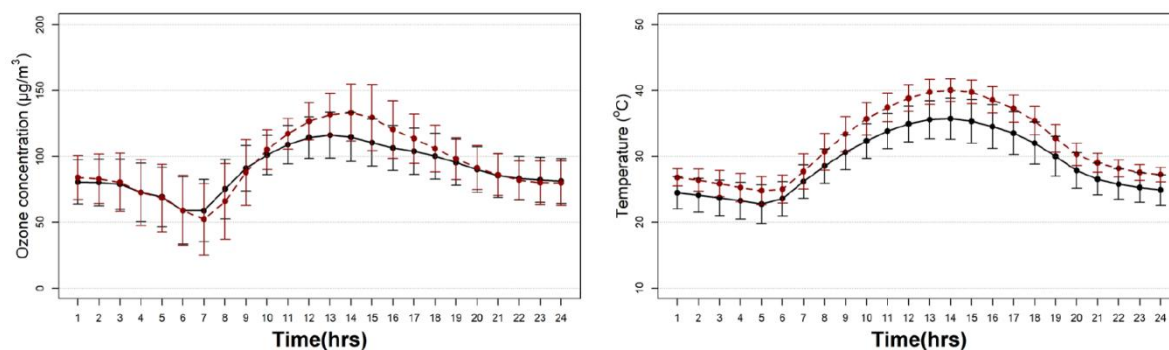 Ozone concentration (µg/m³)
200
150
100
50
0
1 2 3 4 5 6 7 8 9 10 11 12 13 14 15 16 17 18 19 20 21 22 23 24
Time(hrs)
Temperature (°C)
50
40
30
20
10
1 2 3 4 5 6 7 8 9 10 11 12 13 14 15 16 17 18 19 20 21 22 23 24
Time(hrs)